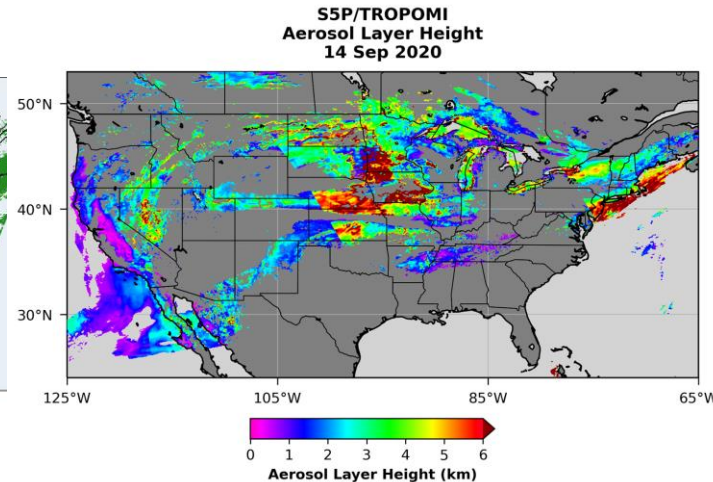 S5P/TROPOMI
Aerosol Layer Height
14 Sep 2020
50°N
40°N
30°N
125°W 105°W 85°W 65°W
0 1 2 3 4 5 6
Aerosol Layer Height (km)